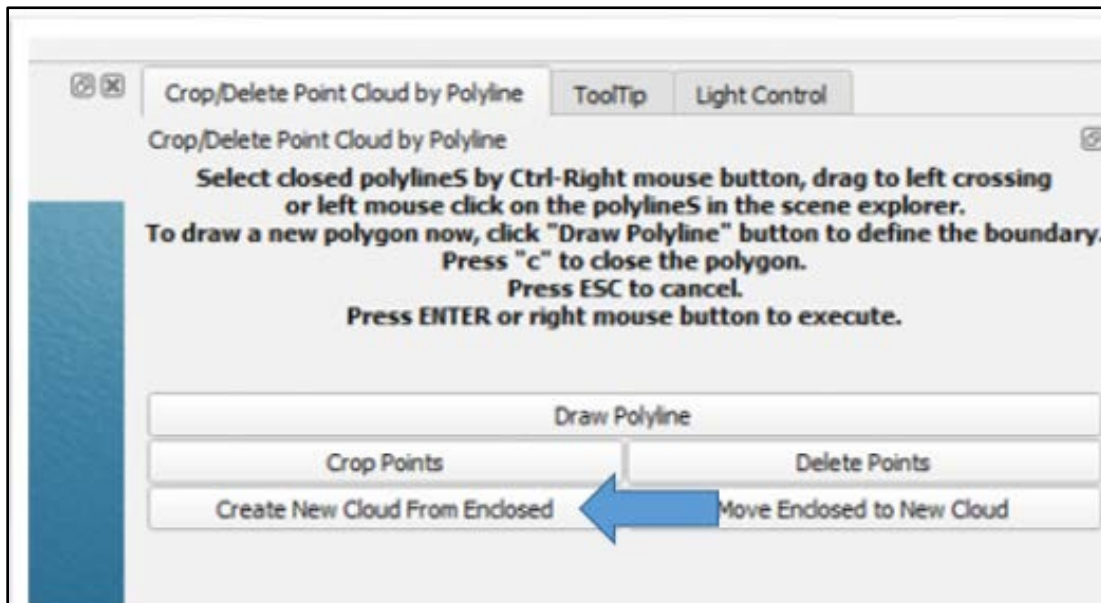 Crop/Delete Point Cloud by Polyline ToolTip Light Control
Crop/Delete Point Cloud by Polyline
Select closed polylineS by Ctrl-Right mouse button, drag to left crossing
or left mouse click on the polylineS in the scene explorer.
To draw a new polygon now, click "Draw Polyline" button to define the boundary.
Press "c" to close the polygon.
Press ESC to cancel.
Press ENTER or right mouse button to execute.
Draw Polyline
Crop Points Delete Points
Create New Cloud From Enclosed Move Enclosed to New Cloud